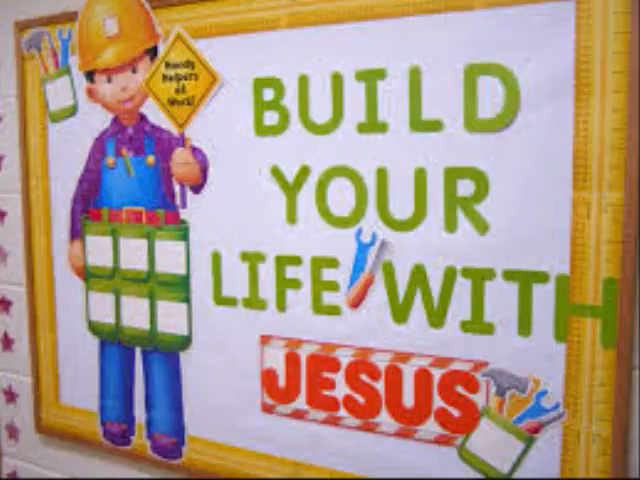 Handy
Helpers
at
Work!
BUILD
YOUR
LIFE WITH
JESUS